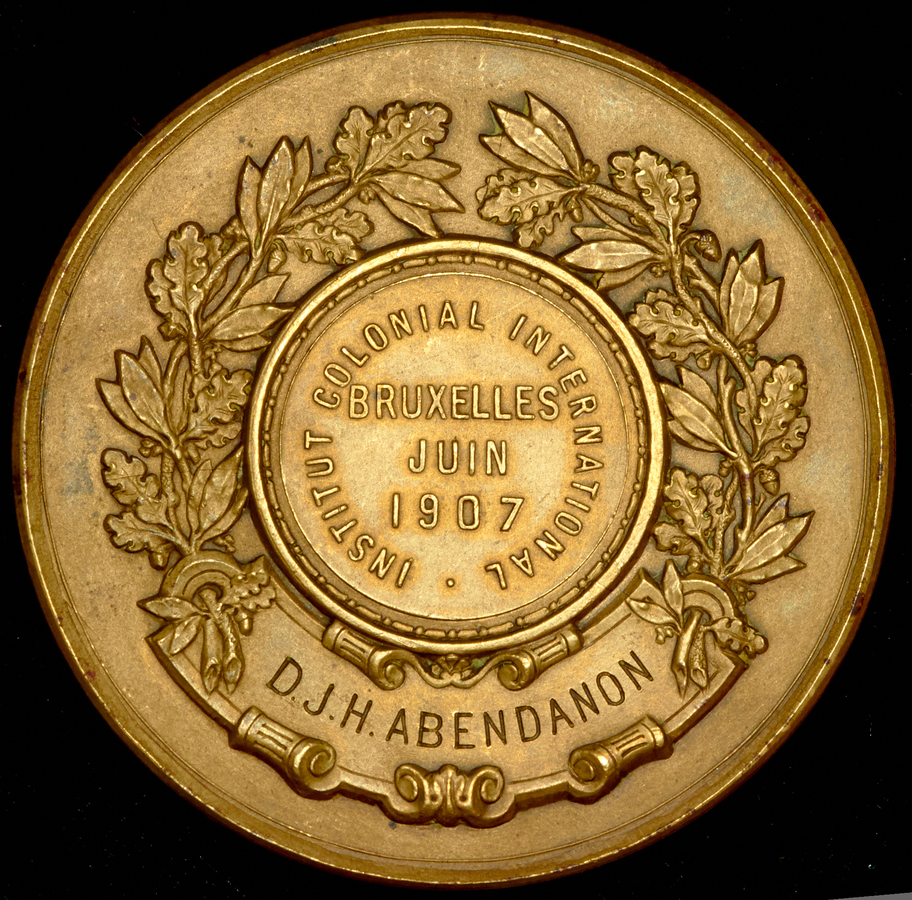 INSTITUT COLONIAL INTERNATIONAL .
BRUXELLES
JUIN
1907
D.J.H. ABENDANON